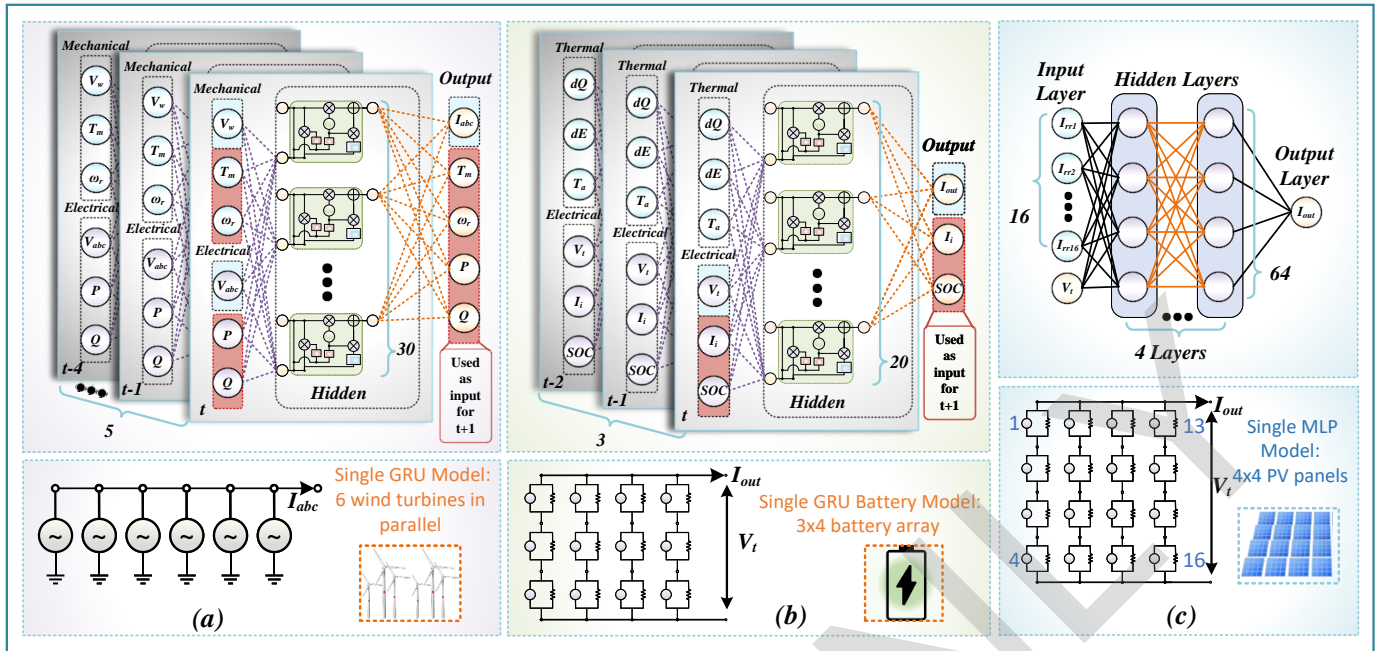 Mechanical
V_w
T_m
ω_r
Electrical
V_abc
P
Q
t-4
Mechanical
V_w
T_m
ω_r
Electrical
V_abc
P
Q
t-1
Mechanical
V_w
T_m
ω_r
Electrical
V_abc
P
Q
t
5
30
Hidden
Output
I_abc
T_m
ω_r
P
Q
Used
as
input
for
t+1
Thermal
dQ
dE
T_a
Electrical
V_t
I_i
SOC
t-2
Thermal
dQ
dE
T_a
Electrical
V_t
I_i
SOC
t-1
Thermal
dQ
dE
T_a
Electrical
V_t
I_i
SOC
t
3
20
Hidden
Output
I_out
I_i
SOC
Used
as
input
for
t+1
Input
Layer
Hidden Layers
Output
Layer
I_rr1
I_rr2
I_rr16
V_t
16
64
I_out
4 Layers
Single GRU Model:
6 wind turbines in
parallel
I_abc
(a)
I_out
V_t
Single GRU Battery Model:
3x4 battery array
(b)
1
4
13
16
I_out
V_t
Single MLP
Model:
4x4 PV panels
(c)